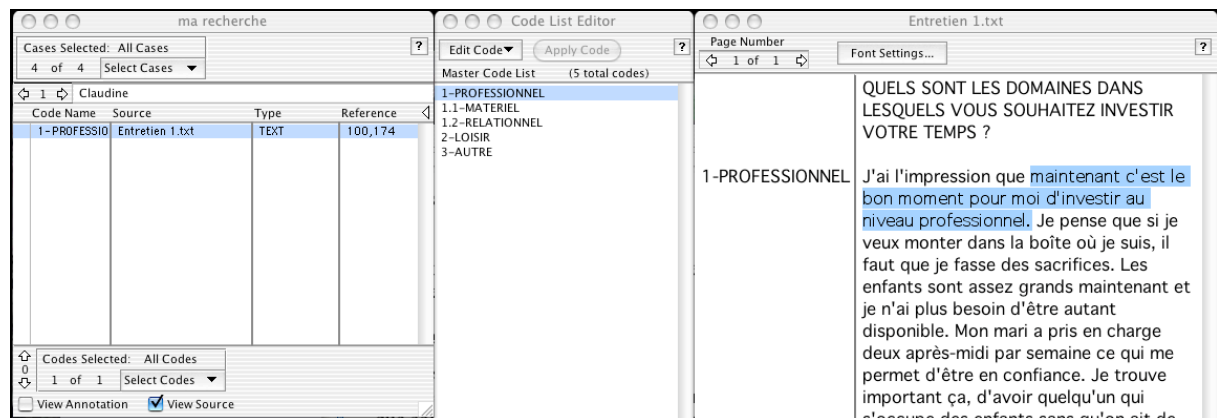 ma recherche
Cases Selected: All Cases
?
4 of 4 Select Cases
1 Claudine
Code Name Source Type Reference
1-PROFESSIO Entretien 1.txt TEXT 100,174
Codes Selected: All Codes
0
1 of 1 Select Codes
View Annotation View Source
Code List Editor
Edit Code Apply Code ?
Master Code List (5 total codes)
1-PROFESSIONNEL
1.1-MATERIEL
1.2-RELATIONNEL
2-LOISIR
3-AUTRE
Entretien 1.txt
Page Number
1 of 1 Font Settings... ?
QUELS SONT LES DOMAINES DANS
LESQUELS VOUS SOUHAITEZ INVESTIR
VOTRE TEMPS ?
1-PROFESSIONNEL J'ai l'impression que maintenant c'est le
bon moment pour moi d'investir au
niveau professionnel. Je pense que si je
veux monter dans la boîte où je suis, il
faut que je fasse des sacrifices. Les
enfants sont assez grands maintenant et
je n'ai plus besoin d'être autant
disponible. Mon mari a pris en charge
deux après-midi par semaine ce qui me
permet d'être en confiance. Je trouve
important ça, d'avoir quelqu'un qui
s'occupe des enfants sans qu'on ait de